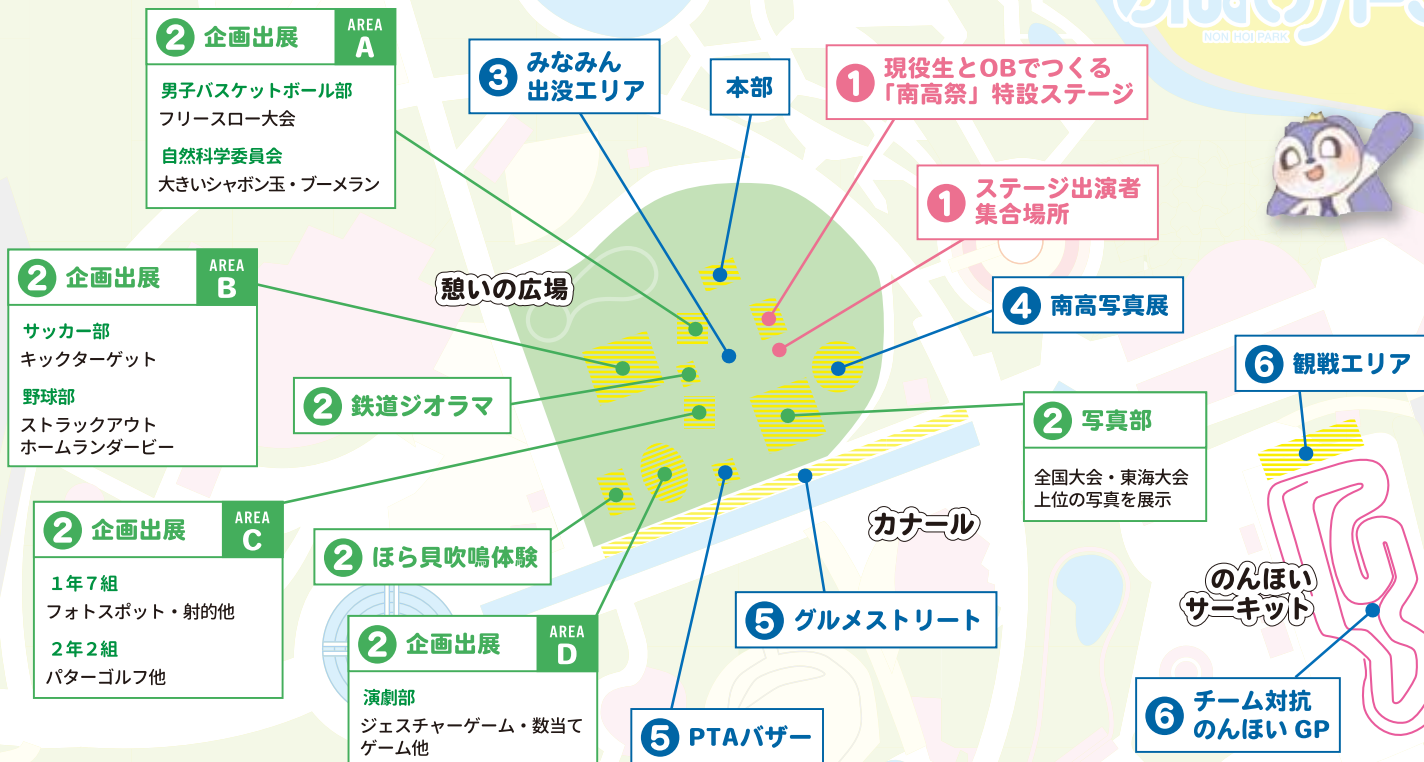 NON HOI PARK
2 企画出展
AREA
A
男子バスケットボール部
フリースロー大会
自然科学委員会
大きいシャボン玉・ブーメラン
3 みなみん
出没エリア
本部
1 現役生とOBでつくる
「南高祭」特設ステージ
1 ステージ出演者
集合場所
2 企画出展
AREA
B
サッカー部
キックターゲット
野球部
ストラックアウト
ホームランダービー
憩いの広場
4 南高写真展
6 観戦エリア
2 鉄道ジオラマ
2 写真部
全国大会・東海大会
上位の写真を展示
2 企画出展
AREA
C
1年7組
フォトスポット・射的他
2年2組
パターゴルフ他
2 ほら貝吹鳴体験
カナール
のんほい
サーキット
5 グルメストリート
2 企画出展
AREA
D
演劇部
ジェスチャーゲーム・数当て
ゲーム他
5 PTAバザー
6 チーム対抗
のんほい GP